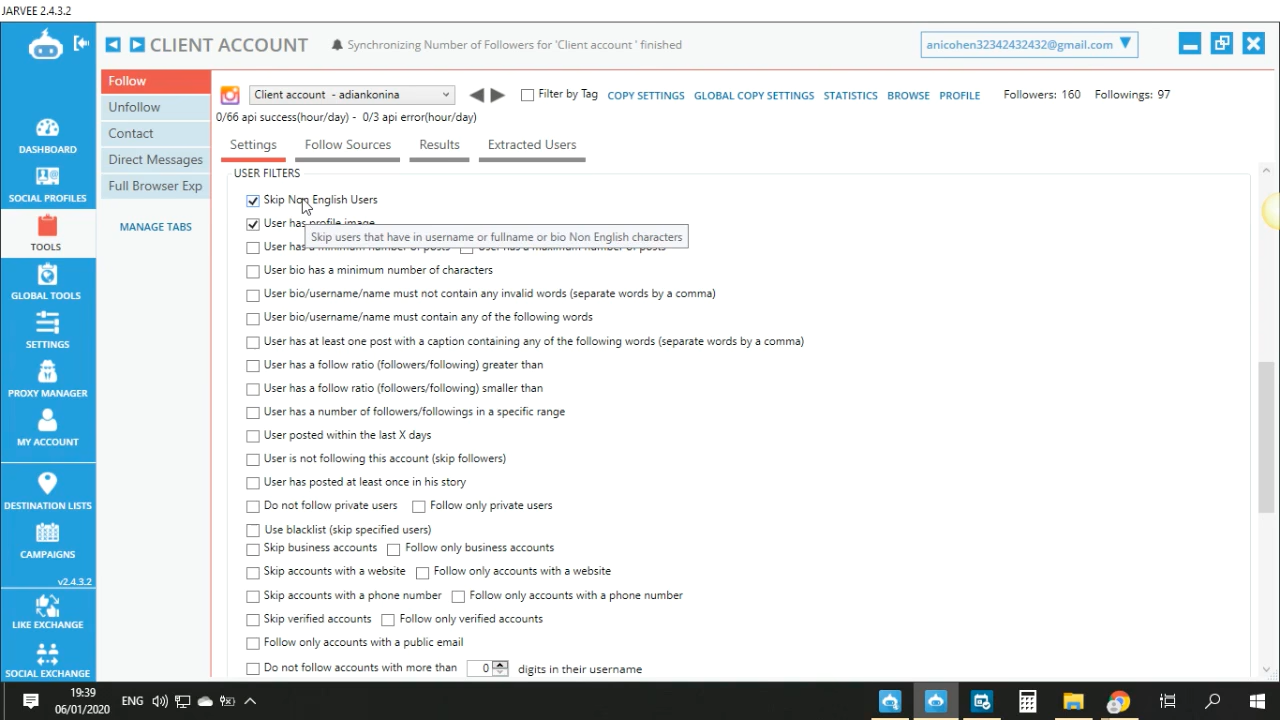 JARVEE 2.4.3.2
CLIENT ACCOUNT
Synchronizing Number of Followers for 'Client account ' finished
anicohen32342432432@gmail.com
Follow
Unfollow
Contact
Direct Messages
Full Browser Exp
MANAGE TABS
DASHBOARD
SOCIAL PROFILES
TOOLS
GLOBAL TOOLS
SETTINGS
PROXY MANAGER
MY ACCOUNT
DESTINATION LISTS
CAMPAIGNS
v2.4.3.2
LIKE EXCHANGE
SOCIAL EXCHANGE
Client account - adiankonina
Filter by Tag
COPY SETTINGS
GLOBAL COPY SETTINGS
STATISTICS
BROWSE
PROFILE
Followers: 160
Followings: 97
0/66 api success(hour/day) - 0/3 api error(hour/day)
Settings
Follow Sources
Results
Extracted Users
USER FILTERS
Skip Non English Users
User has profile image
Skip users that have in username or fullname or bio Non English characters
User has a minimum number of posts
User has a maximum number of posts
User bio has a minimum number of characters
User bio/username/name must not contain any invalid words (separate words by a comma)
User bio/username/name must contain any of the following words
User has at least one post with a caption containing any of the following words (separate words by a comma)
User has a follow ratio (followers/following) greater than
User has a follow ratio (followers/following) smaller than
User has a number of followers/followings in a specific range
User posted within the last X days
User is not following this account (skip followers)
User has posted at least once in his story
Do not follow private users
Follow only private users
Use blacklist (skip specified users)
Skip business accounts
Follow only business accounts
Skip accounts with a website
Follow only accounts with a website
Skip accounts with a phone number
Follow only accounts with a phone number
Skip verified accounts
Follow only verified accounts
Follow only accounts with a public email
Do not follow accounts with more than 0 digits in their username
19:39
06/01/2020
ENG